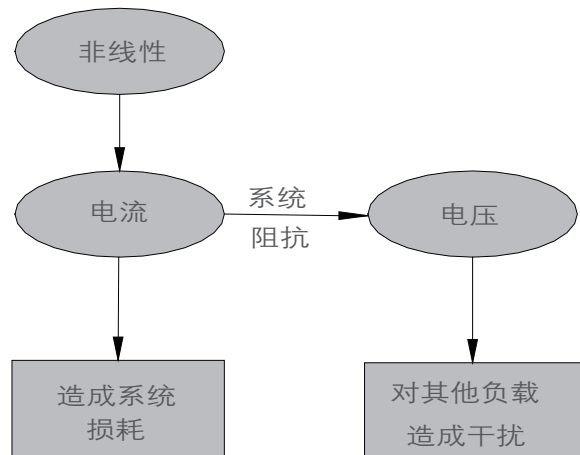 非线性
电流
系统
阻抗
电压
造成系统
损耗
对其他负载
造成干扰